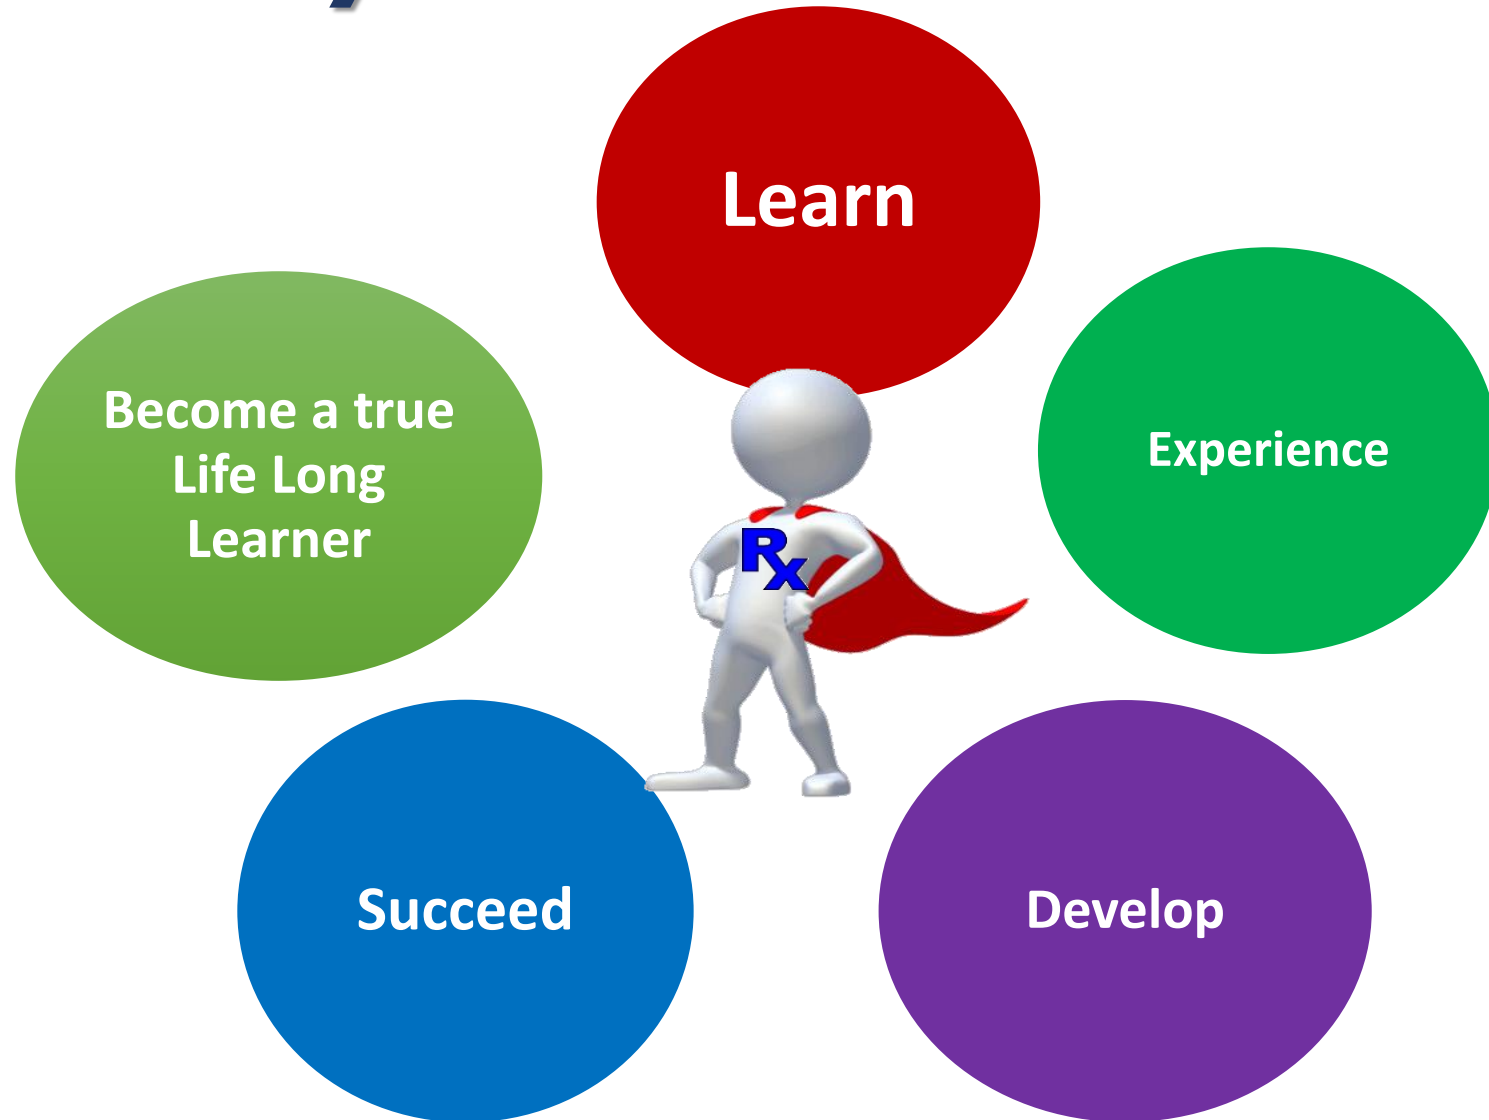 Learn
Experience
Become a true
Life Long
Learner
Rx
Succeed
Develop